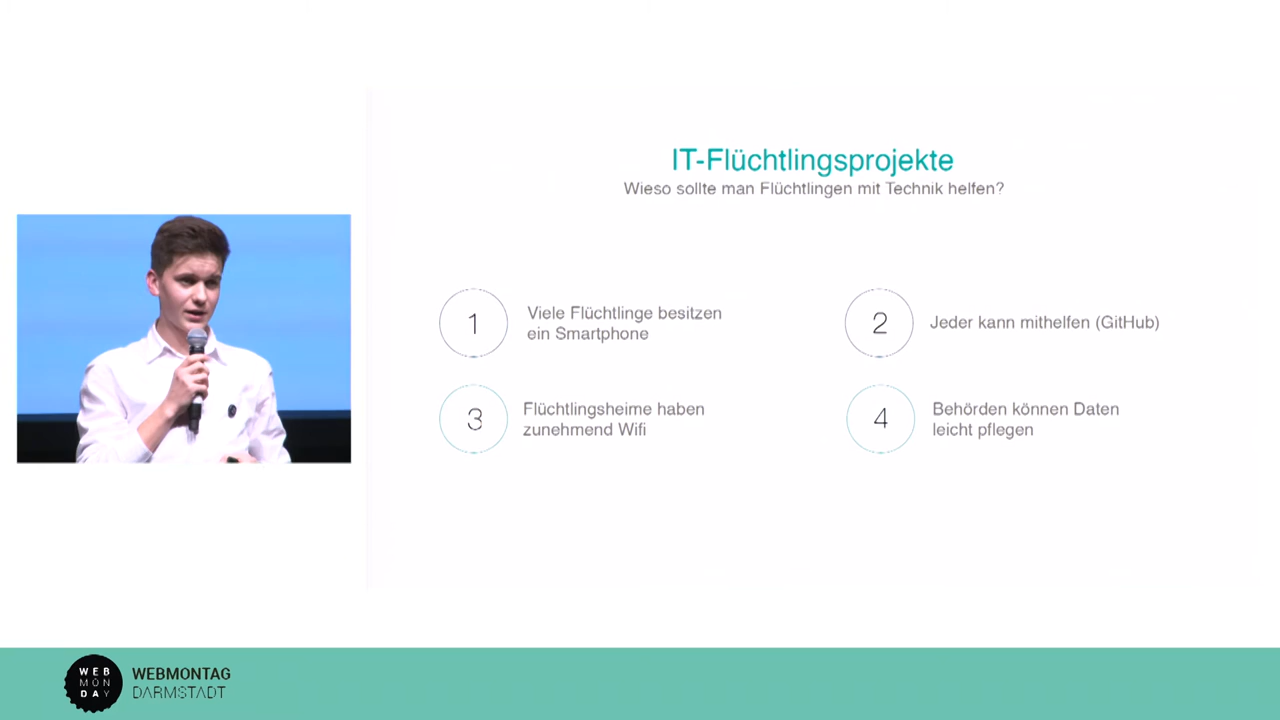 IT-Flüchtlingsprojekte
Wieso sollte man Flüchtlingen mit Technik helfen?
1
Viele Flüchtlinge besitzen
ein Smartphone
2
Jeder kann mithelfen (GitHub)
3
Flüchtlingsheime haben
zunehmend Wifi
4
Behörden können Daten
leicht pflegen
WEB
MON
DAY
WEBMONTAG
DARMSTADT